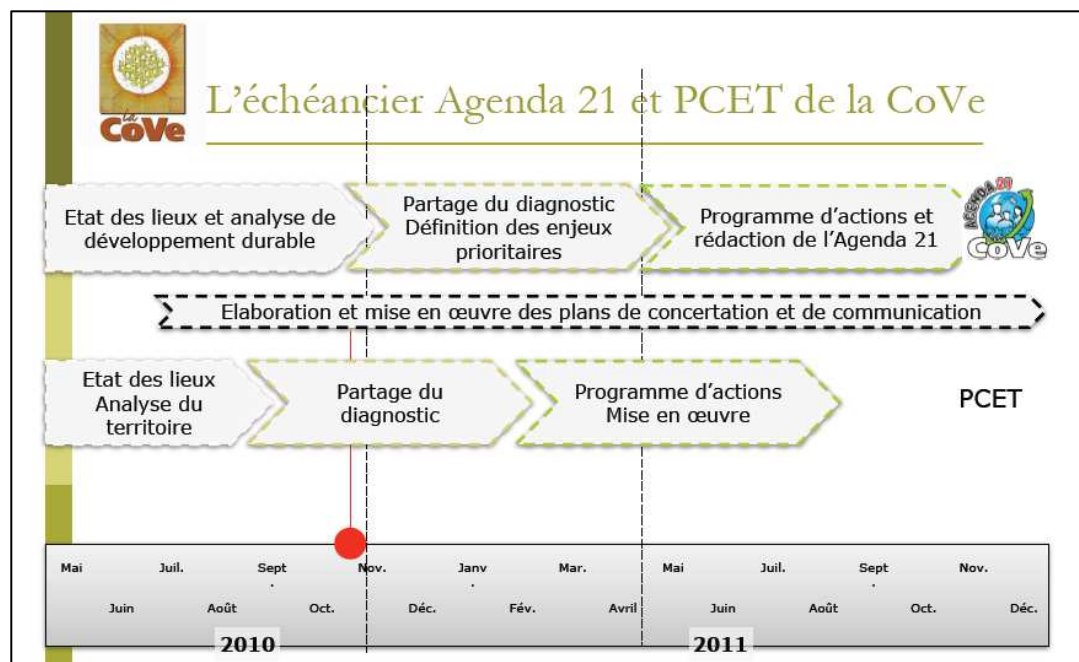 la
CoVe
L'échéancier Agenda 21 et PCET de la CoVe
Etat des lieux et analyse de
développement durable
Partage du diagnostic
Définition des enjeux
prioritaires
Programme d'actions et
rédaction de l'Agenda 21
AGENDA 21
CoVe
Elaboration et mise en œuvre des plans de concertation et de communication
Etat des lieux
Analyse du
territoire
Partage du
diagnostic
Programme d'actions
Mise en œuvre
PCET
Mai Juil. Sept. Nov. Janv. Mar. Mai Juil. Sept. Nov.
Juin Août Oct. Déc. Fév. Avril Juin Août Oct. Déc.
2010 2011